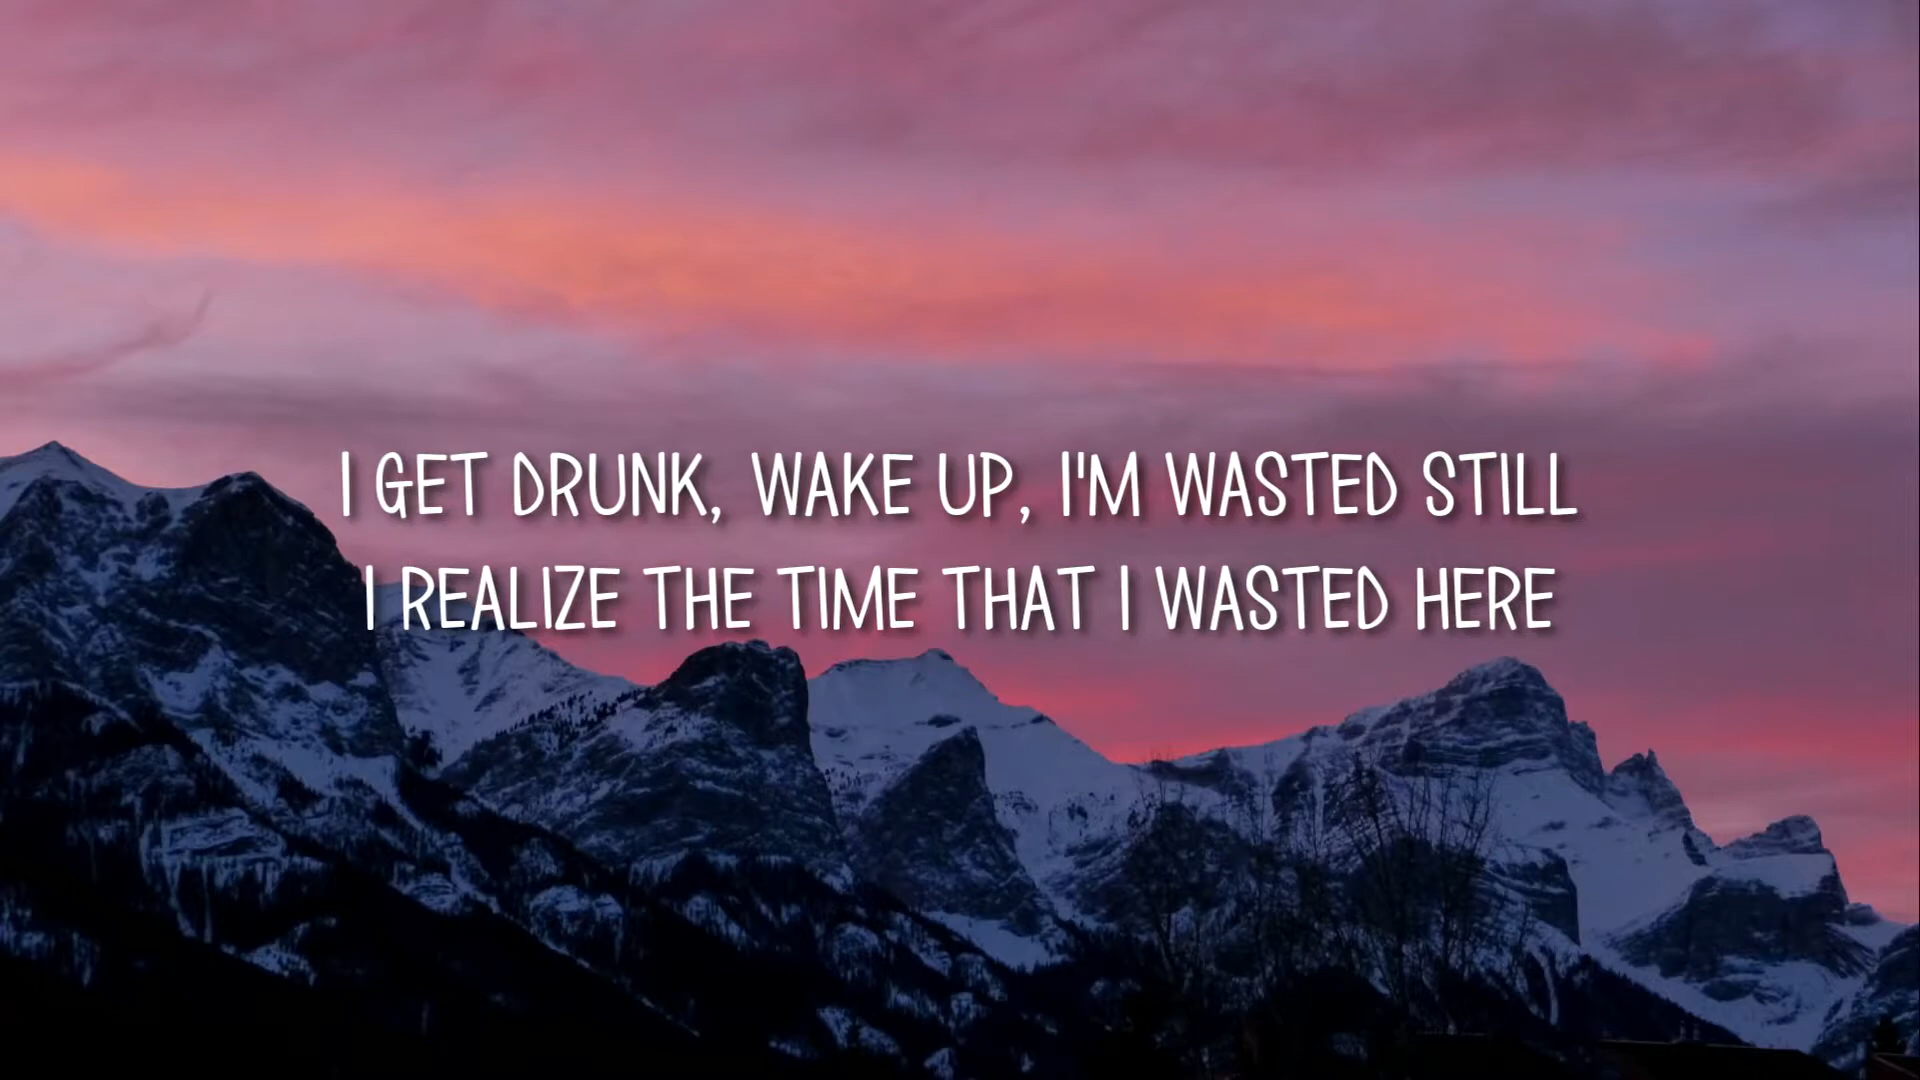 I GET DRUNK, WAKE UP, I'M WASTED STILL
I REALIZE THE TIME THAT I WASTED HERE